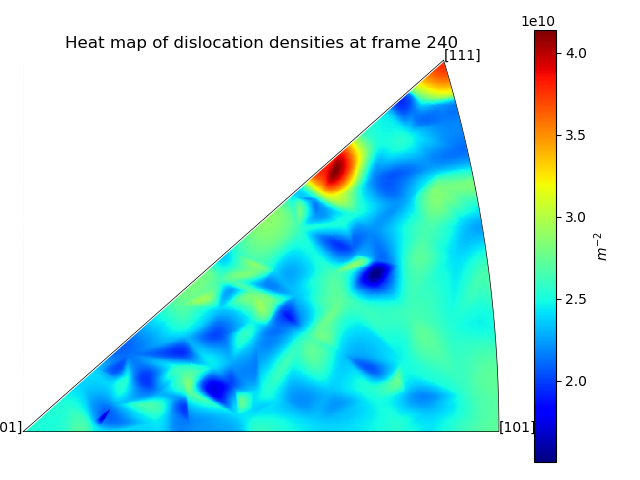 1e10
Heat map of dislocation densities at frame 240
[111]
4.0
3.5
3.0
m⁻²
2.5
2.0
01]
[101]